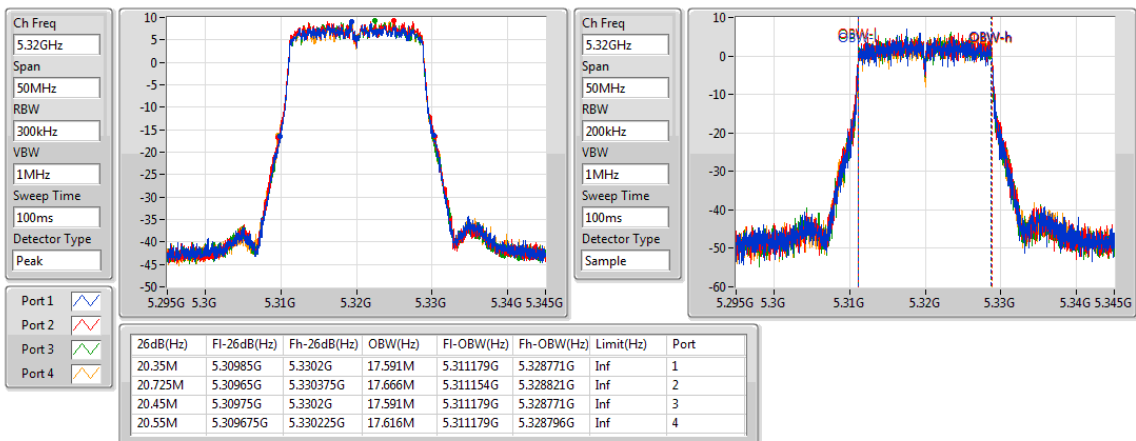 Ch Freq
5.32GHz
Span
50MHz
RBW
300kHz
VBW
1MHz
Sweep Time
100ms
Detector Type
Peak
10
5
0
-5
-10
-15
-20
-25
-30
-35
-40
-45
-50
5.295G 5.3G 5.31G 5.32G 5.33G 5.34G 5.345G
Ch Freq
5.32GHz
Span
50MHz
RBW
200kHz
VBW
1MHz
Sweep Time
100ms
Detector Type
Sample
10
0
-10
-20
-30
-40
-50
-60
OBW-h
5.295G 5.3G 5.31G 5.32G 5.33G 5.34G 5.345G
Port 1
Port 2
Port 3
Port 4
26dB(Hz) Fl-26dB(Hz) Fh-26dB(Hz) OBW(Hz) Fl-OBW(Hz) Fh-OBW(Hz) Limit(Hz) Port
20.35M 5.30985G 5.3302G 17.591M 5.311179G 5.328771G Inf 1
20.725M 5.30965G 5.330375G 17.666M 5.311154G 5.328821G Inf 2
20.45M 5.30975G 5.3302G 17.591M 5.311179G 5.328771G Inf 3
20.55M 5.309675G 5.330225G 17.616M 5.311179G 5.328796G Inf 4